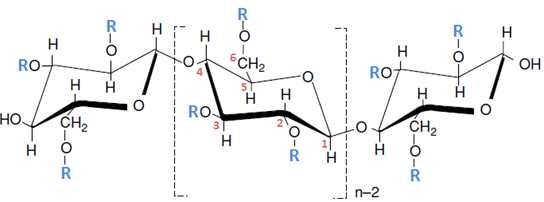 R
R R
H O H O H O H H
RO O 4 6 CH2 O RO O OH
H H 5 H H H
O H O
HO CH2 RO 3 H 2 H O 1 O CH2
H O R H H O
R R
n–2